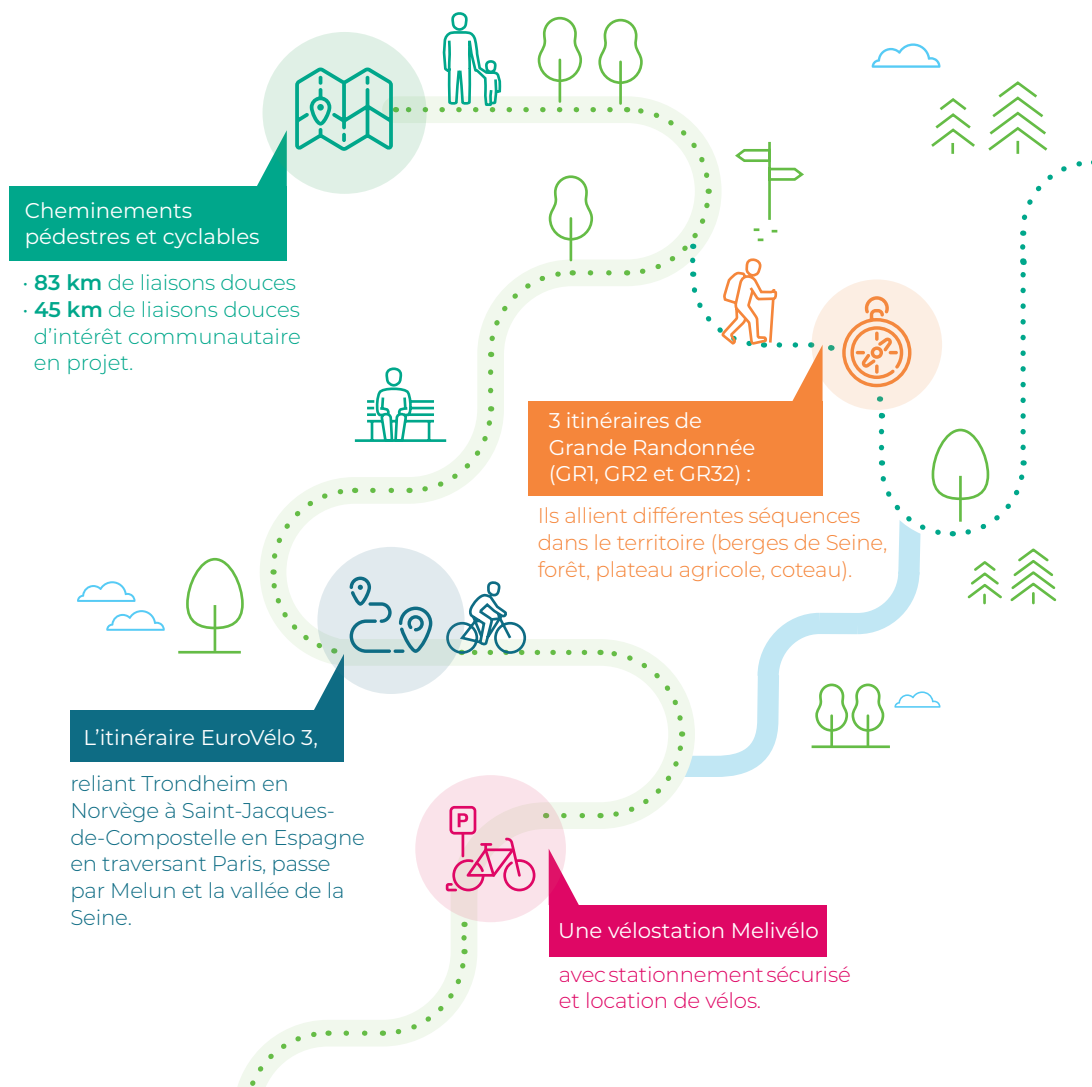 Cheminements
pédestres et cyclables
· 83 km de liaisons douces
· 45 km de liaisons douces
d'intérêt communautaire
en projet.
3 itinéraires de
Grande Randonnée
(GR1, GR2 et GR32) :
Ils allient différentes séquences
dans le territoire (berges de Seine,
forêt, plateau agricole, coteau).
L'itinéraire EuroVélo 3,
reliant Trondheim en
Norvège à Saint-Jacques-
de-Compostelle en Espagne
en traversant Paris, passe
par Melun et la vallée de la
Seine.
P
Une vélostation Melivélo
avec stationnement sécurisé
et location de vélos.